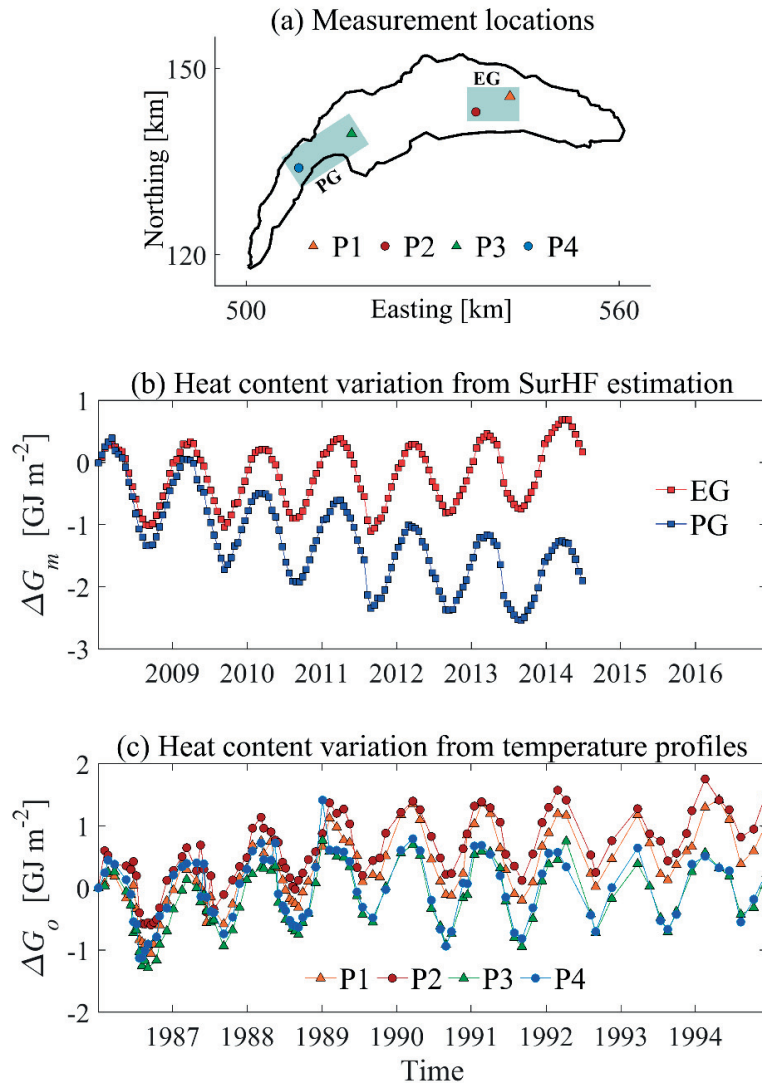 (a) Measurement locations
150
EG
Northing [km]
PG
P1 P2 P3 P4
120
500 560
Easting [km]
(b) Heat content variation from SurHF estimation
1
0
-1
-2
-3
ΔG_m [GJ m⁻²]
EG
PG
2009 2010 2011 2012 2013 2014 2015 2016
(c) Heat content variation from temperature profiles
2
1
0
-1
-2
ΔG_o [GJ m⁻²]
P1 P2 P3 P4
1987 1988 1989 1990 1991 1992 1993 1994
Time